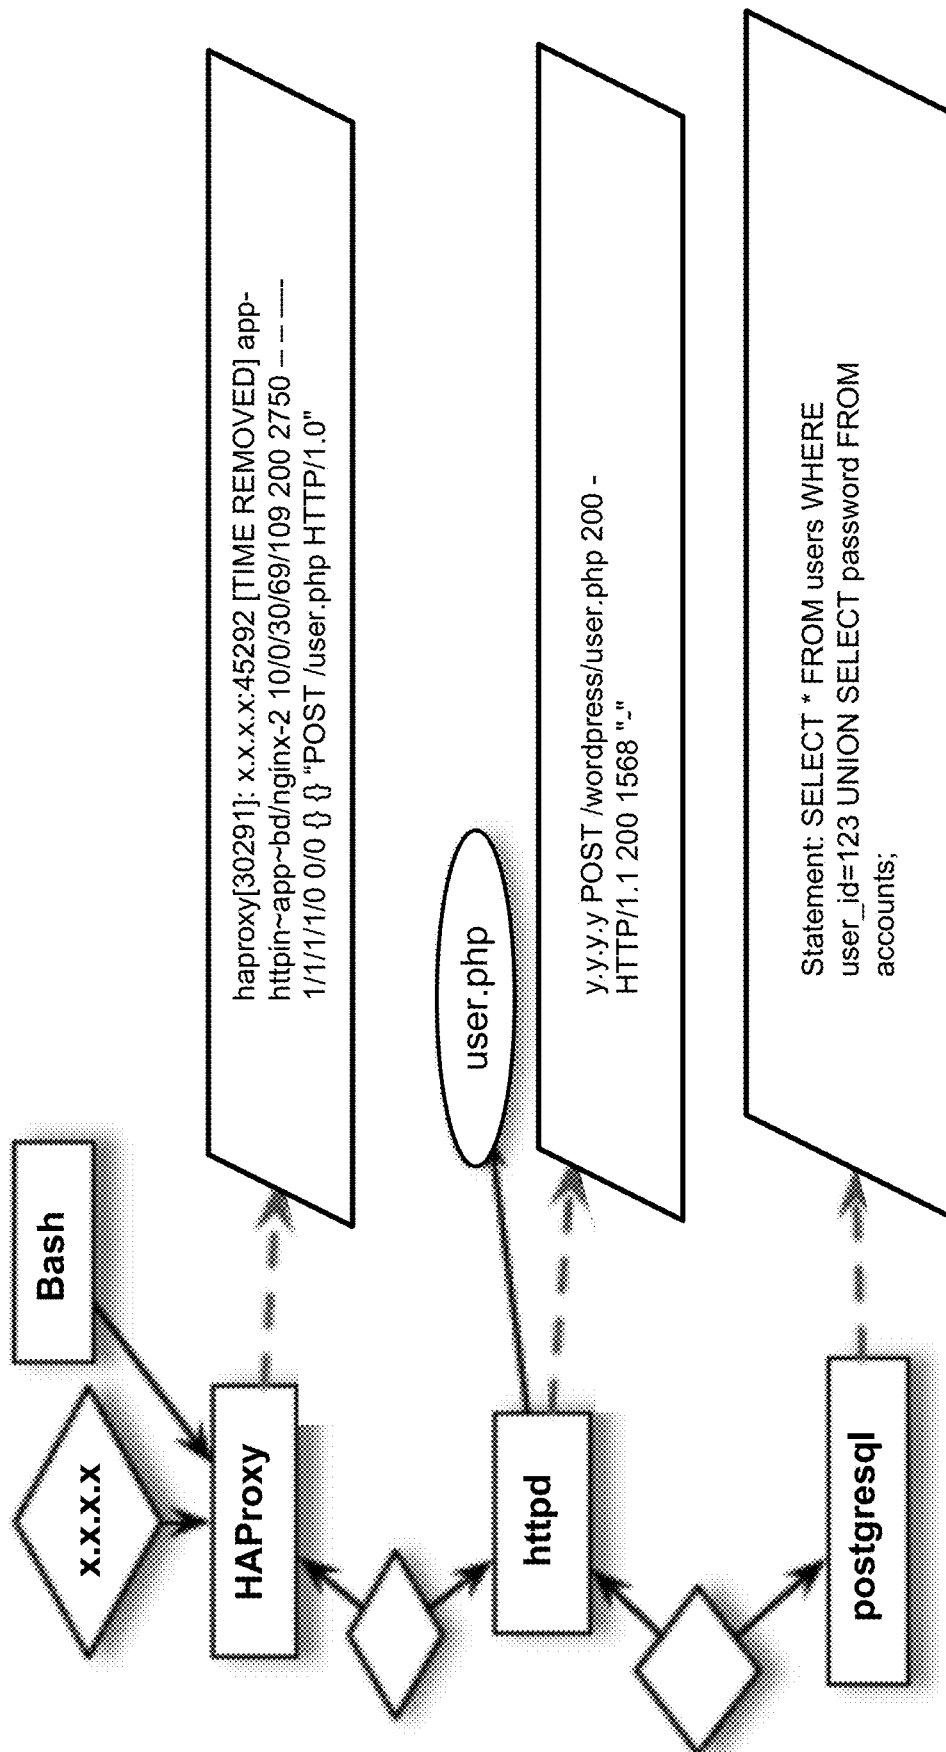 x.x.x.x
Bash
HAProxy
haproxy[30291]: x.x.x.x:45292 [TIME REMOVED] app-
httpin~app~bd/nginx-2 10/0/30/69/109 200 2750 – – ––
1/1/1/1/0 0/0 {} {} “POST /user.php HTTP/1.0"
user.php
httpd
y.y.y.y POST /wordpress/user.php 200 -
HTTP/1.1 200 1568 "~"
postgresql
Statement: SELECT * FROM users WHERE
user_id=123 UNION SELECT password FROM
accounts;